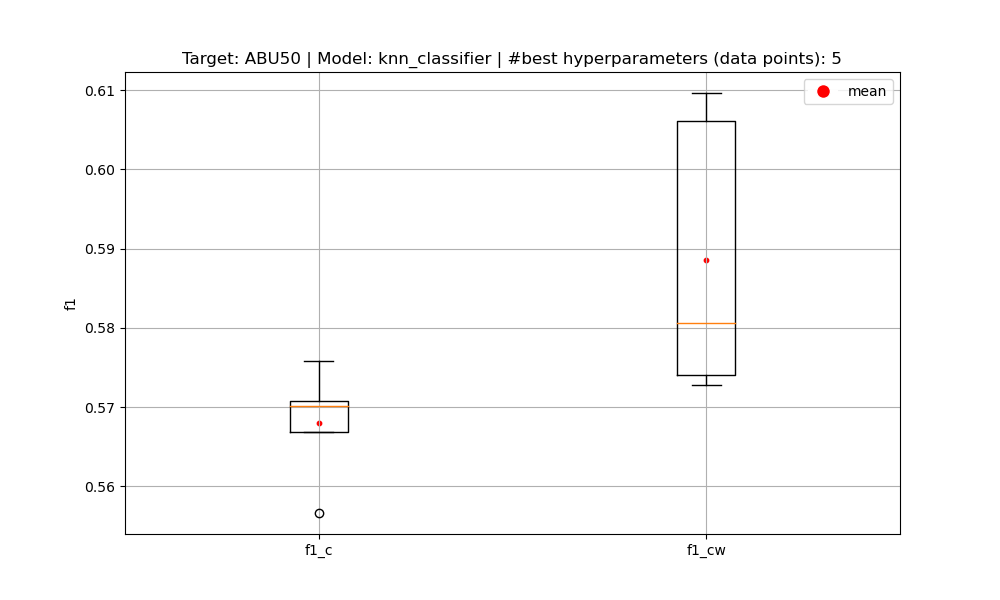 Target: ABU50 | Model: knn_classifier | #best hyperparameters (data points): 5
mean
0.61
0.60
0.59
0.58
0.57
0.56
f1
f1_c
f1_cw